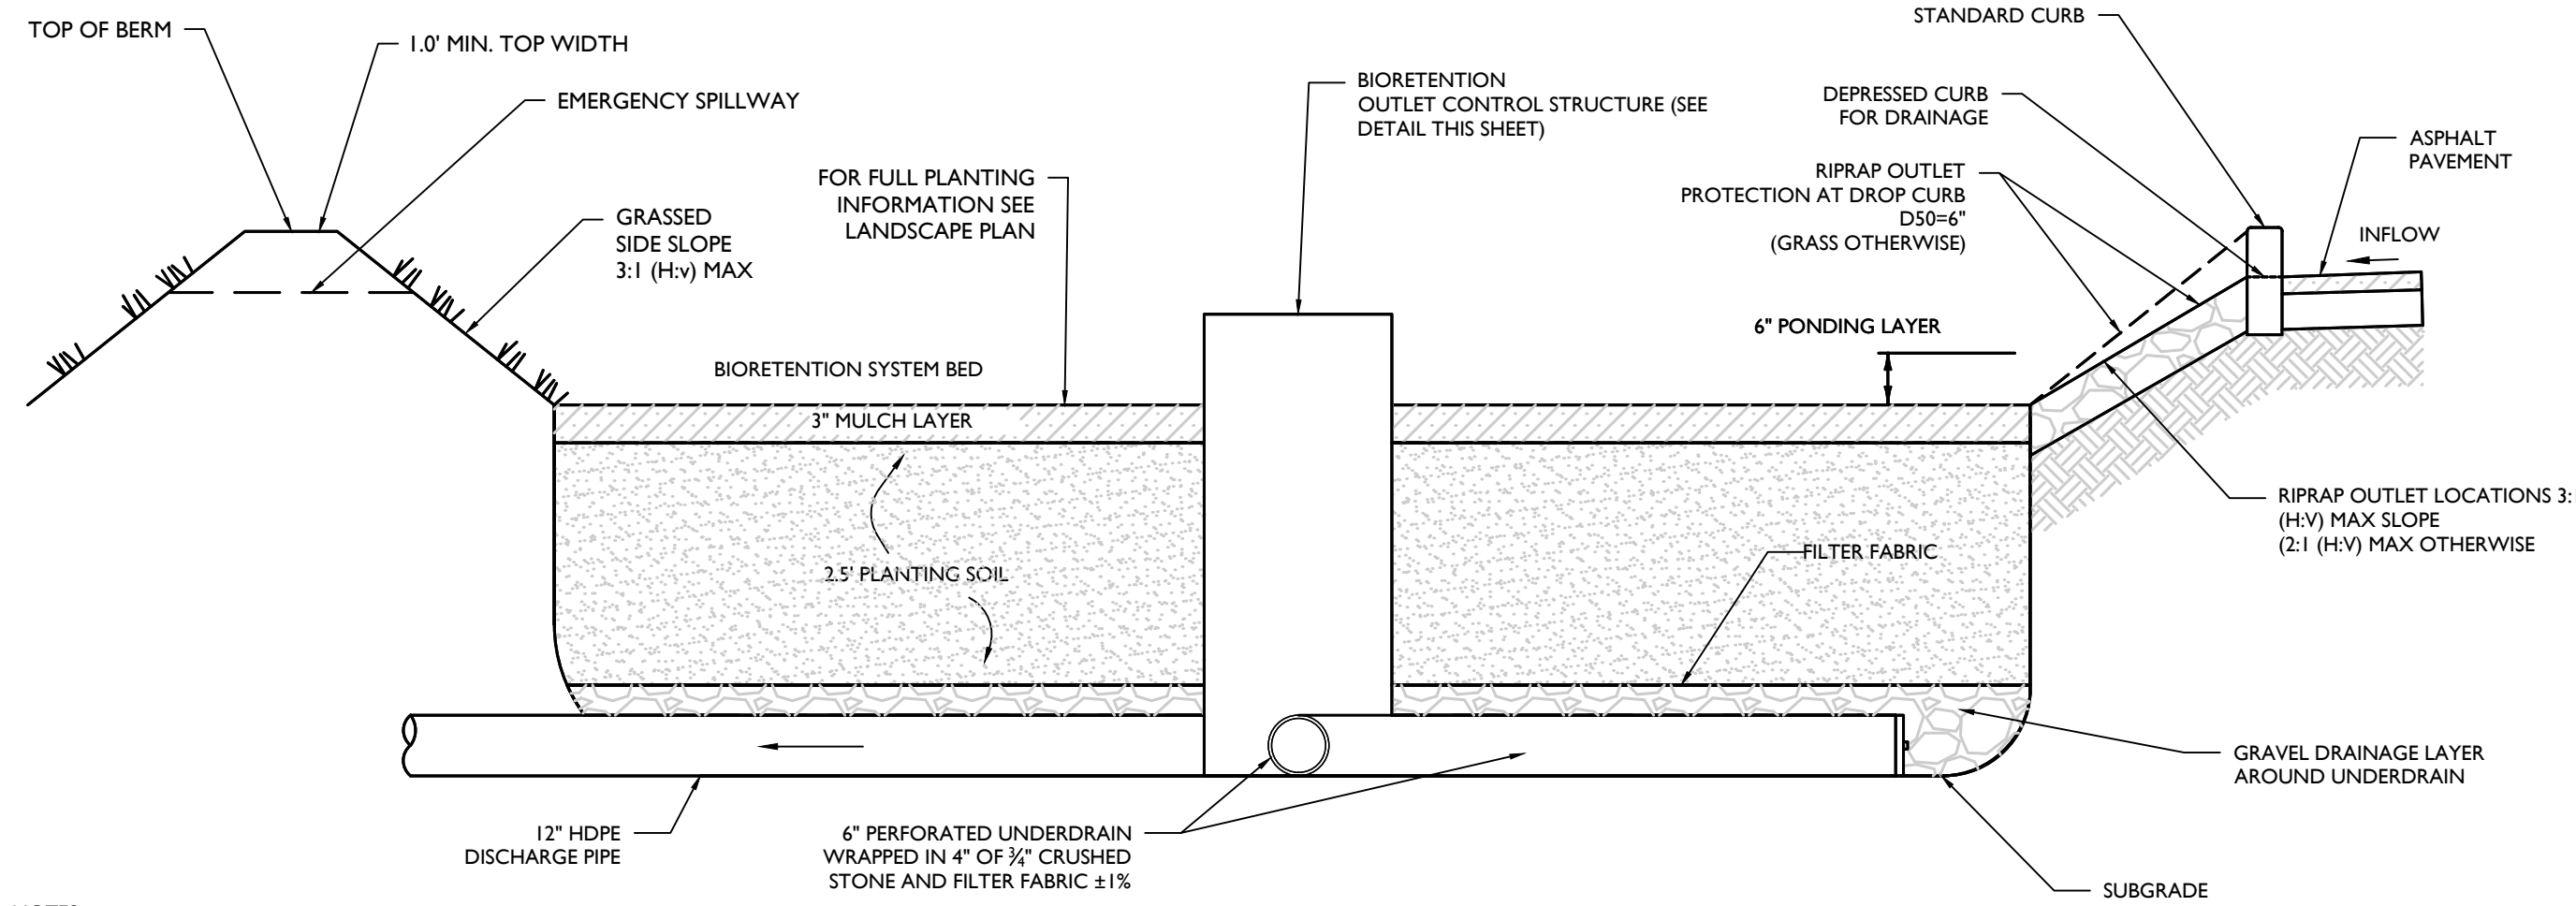 TOP OF BERM
1.0' MIN. TOP WIDTH
EMERGENCY SPILLWAY
GRASSED
SIDE SLOPE
3:1 (H:v) MAX
FOR FULL PLANTING
INFORMATION SEE
LANDSCAPE PLAN
BIORETENTION
OUTLET CONTROL STRUCTURE (SEE
DETAIL THIS SHEET)
STANDARD CURB
DEPRESSED CURB
FOR DRAINAGE
RIPRAP OUTLET
PROTECTION AT DROP CURB
D50=6"
(GRASS OTHERWISE)
ASPHALT
PAVEMENT
INFLOW
6" PONDING LAYER
BIORETENTION SYSTEM BED
3" MULCH LAYER
2.5' PLANTING SOIL
FILTER FABRIC
RIPRAP OUTLET LOCATIONS 3:
(H:V) MAX SLOPE
(2:1 (H:V) MAX OTHERWISE
GRAVEL DRAINAGE LAYER
AROUND UNDERDRAIN
12" HDPE
DISCHARGE PIPE
6" PERFORATED UNDERDRAIN
WRAPPED IN 4" OF ¾" CRUSHED
STONE AND FILTER FABRIC ±1%
SUBGRADE